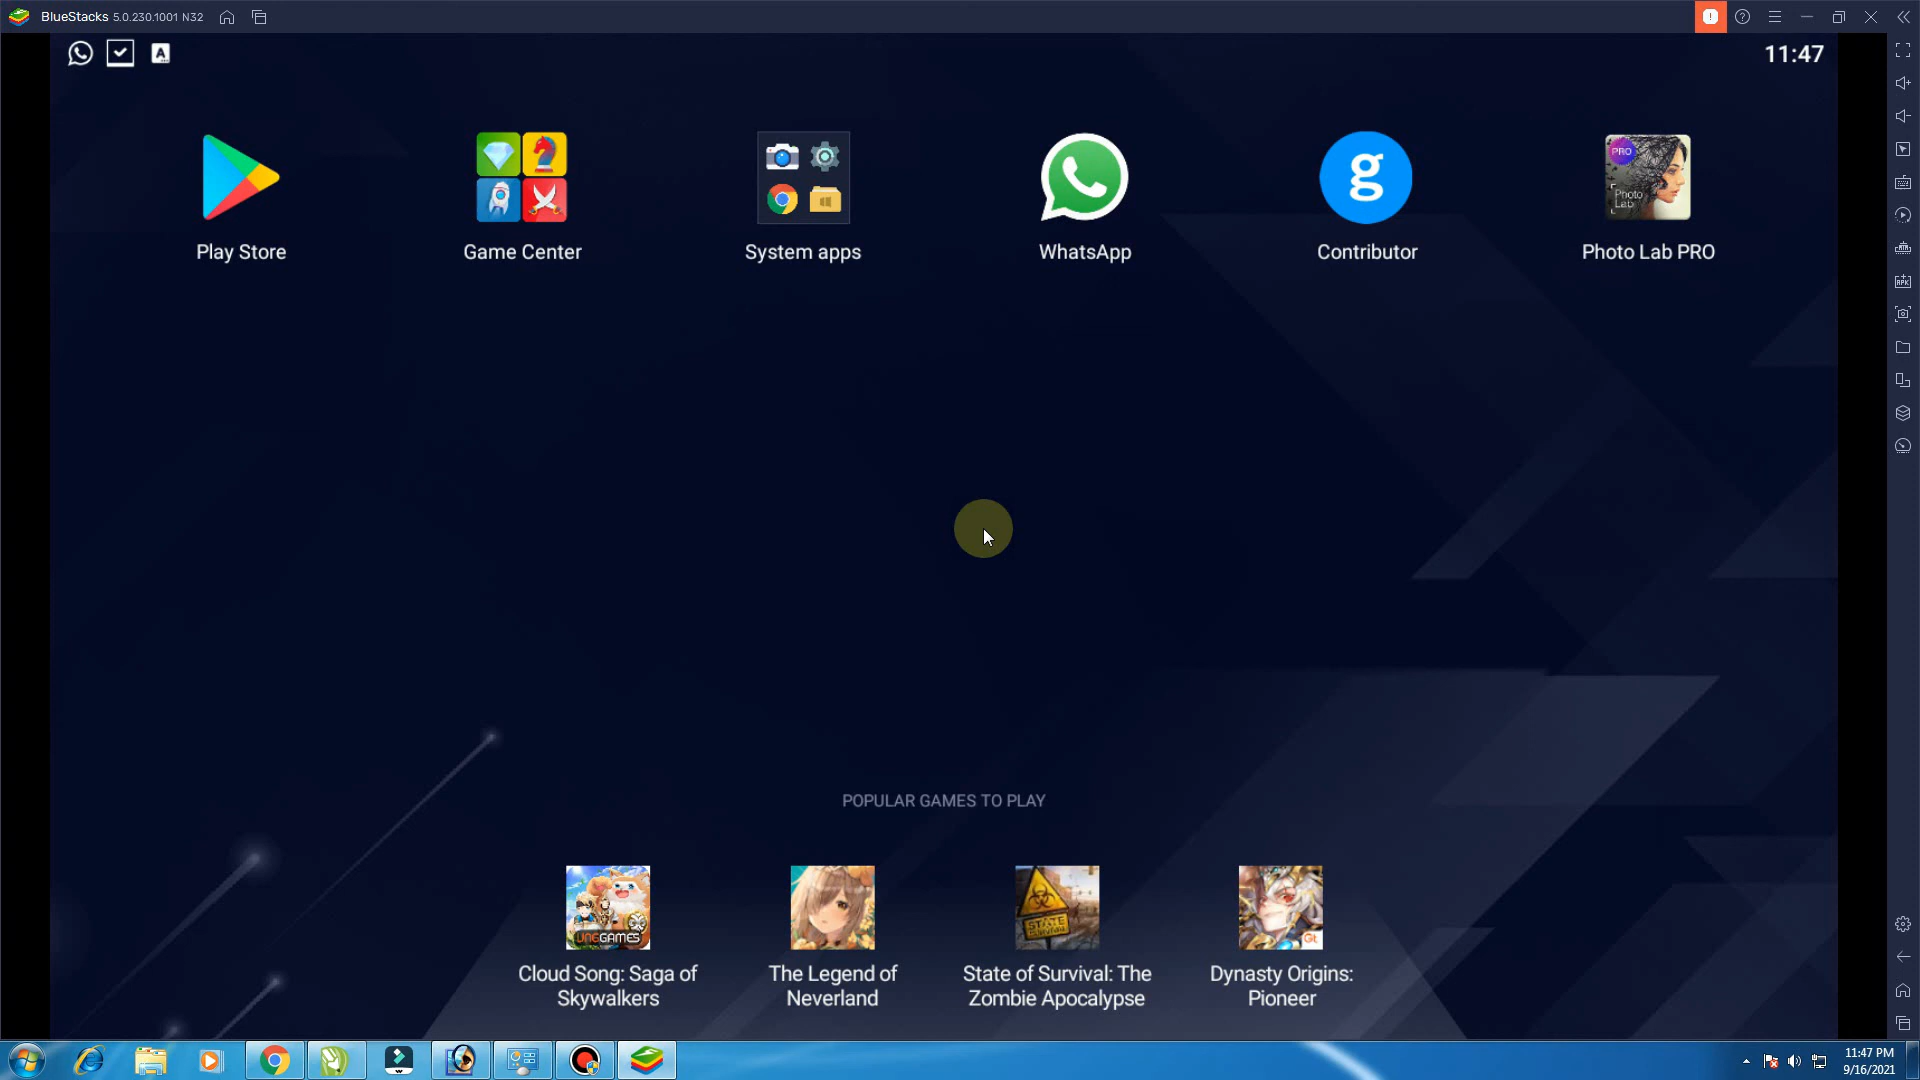 BlueStacks 5.0.230.1001 N32
11:47
Play Store
Game Center
System apps
WhatsApp
Contributor
Photo Lab PRO
POPULAR GAMES TO PLAY
Cloud Song: Saga of
Skywalkers
The Legend of
Neverland
State of Survival: The
Zombie Apocalypse
Dynasty Origins:
Pioneer
11:47 PM
9/16/2021